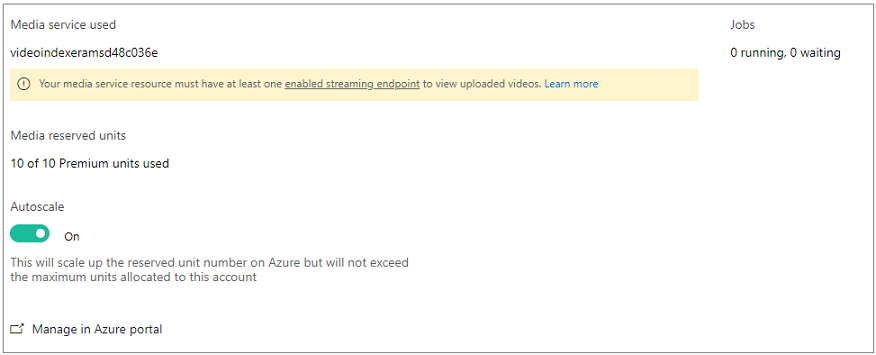 Media service used
Jobs
videoindexeramsd48c036e
0 running, 0 waiting
Your media service resource must have at least one enabled streaming endpoint to view uploaded videos. Learn more
Media reserved units
10 of 10 Premium units used
Autoscale
On
This will scale up the reserved unit number on Azure but will not exceed
the maximum units allocated to this account
Manage in Azure portal